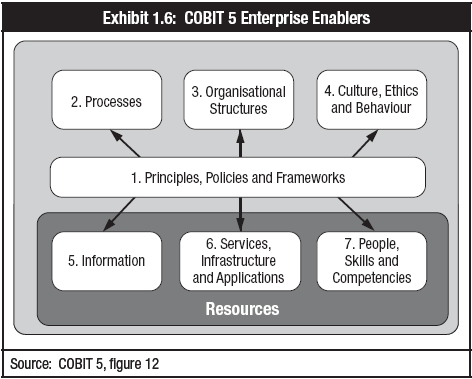 Exhibit 1.6: COBIT 5 Enterprise Enablers
2. Processes
3. Organisational
Structures
4. Culture, Ethics
and Behaviour
1. Principles, Policies and Frameworks
5. Information
6. Services,
Infrastructure
and Applications
7. People,
Skills and
Competencies
Resources
Source: COBIT 5, figure 12